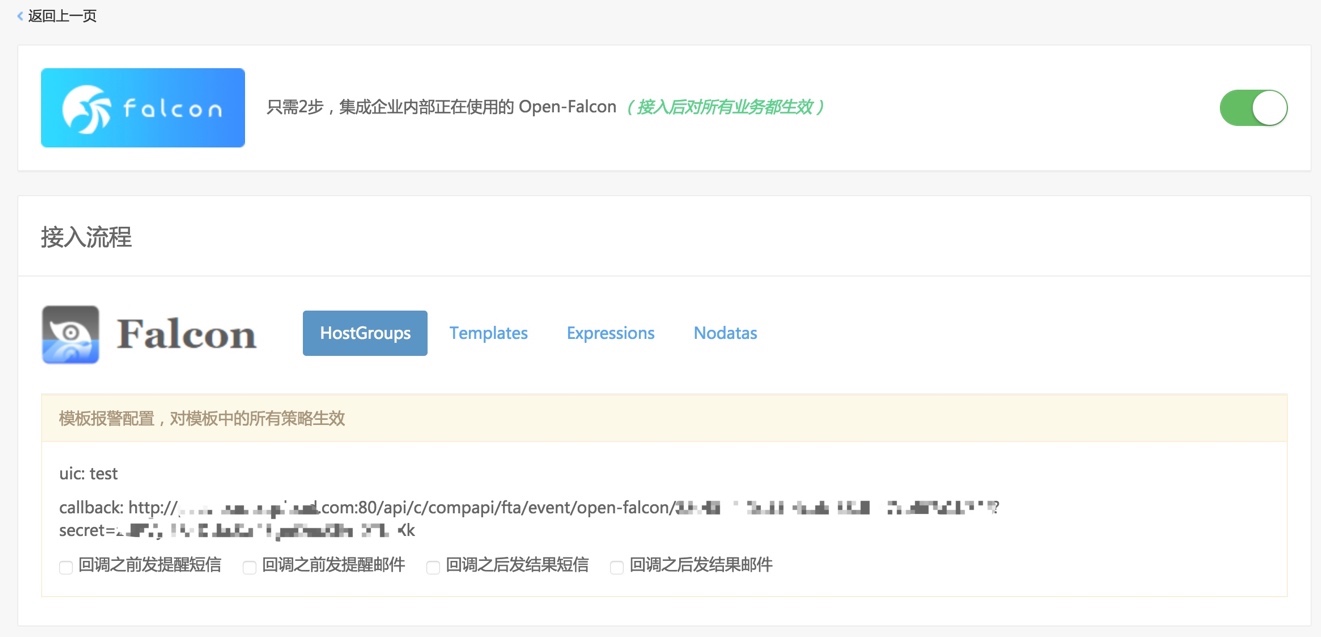 返回上一页
falcon
只需2步，集成企业内部正在使用的 Open-Falcon（接入后对所有业务都生效）
接入流程
Falcon
HostGroups Templates Expressions Nodatas
模板报警配置，对模板中的所有策略生效
uic: test
callback: http:// .com:80/api/c/compapi/fta/event/open-falcon/ ?
secret=
回调之前发提醒短信 回调之前发提醒邮件 回调之后发结果短信 回调之后发结果邮件